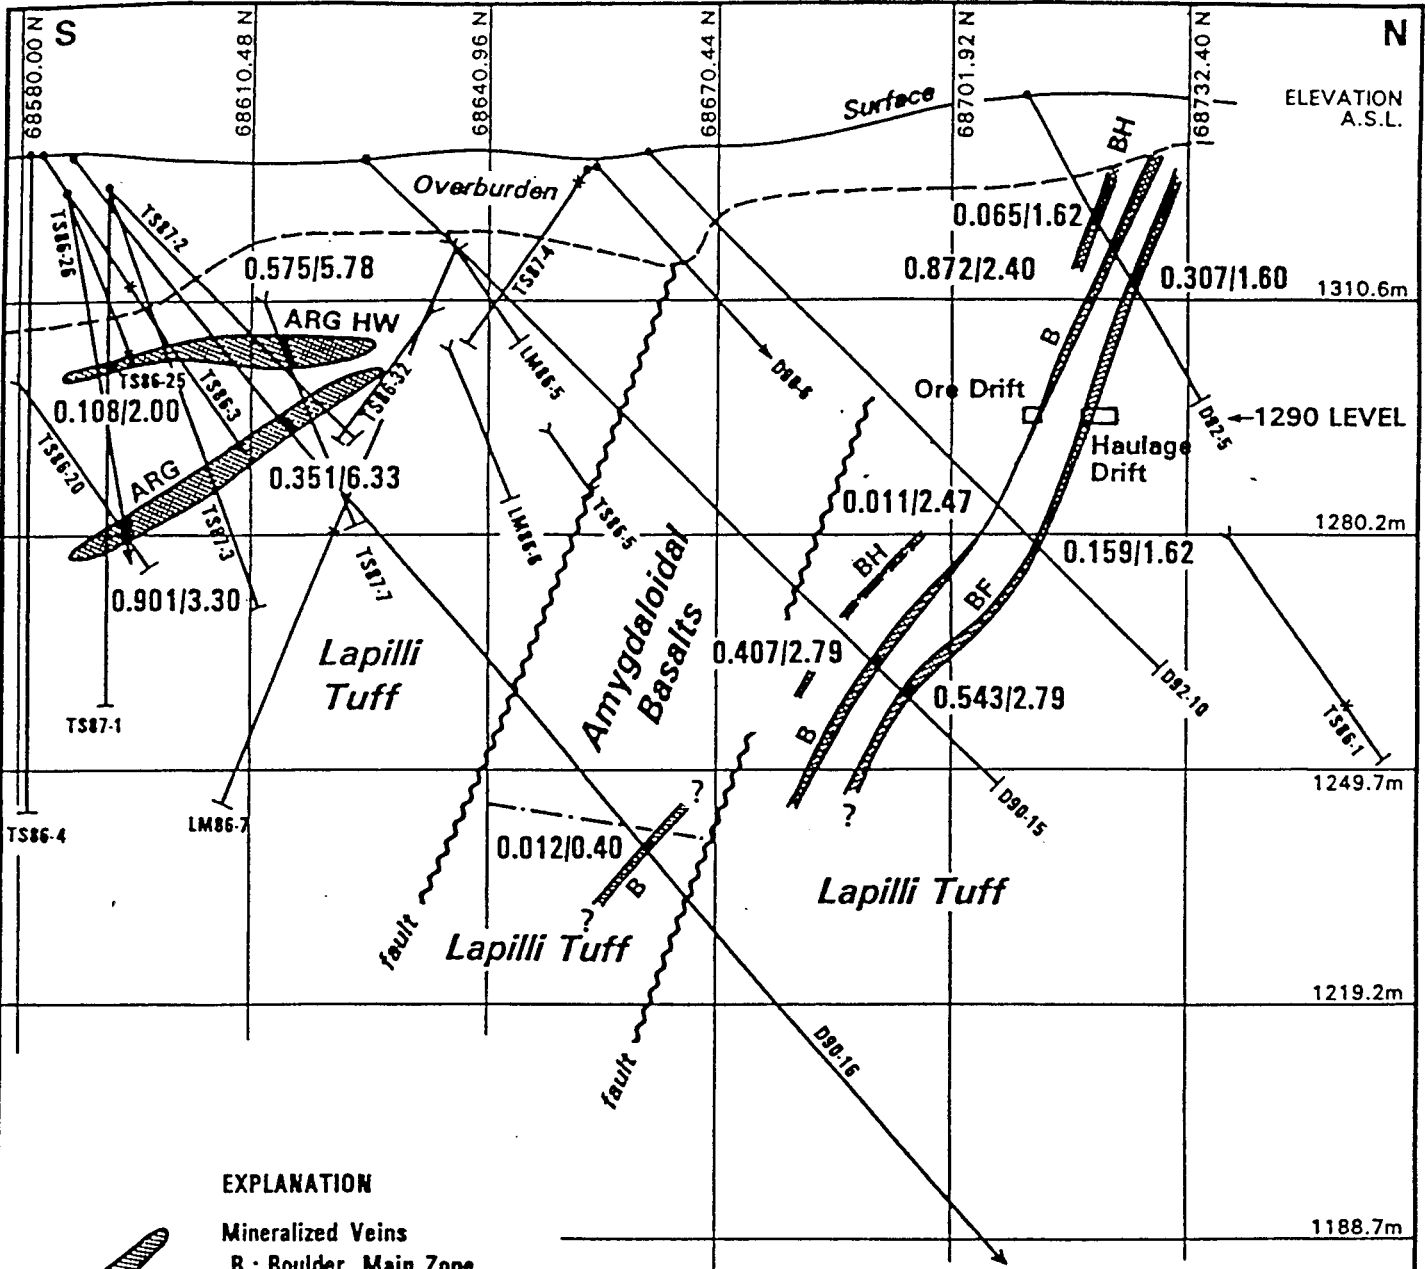 S
N
68580.00 N
68610.48 N
68640.96 N
68670.44 N
68701.92 N
68732.40 N
ELEVATION
A.S.L.
Surface
Overburden
BH
0.065/1.62
0.872/2.40
0.307/1.60
1310.6m
TS86-26
TS87-2
0.575/5.78
ARG HW
TS87-4
B
TS86-25
0.108/2.00
TS86-3
TS86-32
LM86-5
D90-6
Ore Drift
D92-5
1290 LEVEL
Haulage
Drift
TS86-20
ARG
0.351/6.33
TS87-3
LM86-6
TS86-5
0.011/2.47
1280.2m
BH
0.159/1.62
BF
0.901/3.30
TS87-7
Lapilli
Tuff
Amygdaloidal
Basalts
0.407/2.79
0.543/2.79
D92-10
TS86-1
TS87-1
B
1249.7m
TS86-4
LM86-7
?
?
D90-15
0.012/0.40
B
?
Lapilli Tuff
fault
Lapilli Tuff
1219.2m
D90-16
fault
EXPLANATION
1188.7m
Mineralized Veins
B : Boulder, Main Zone